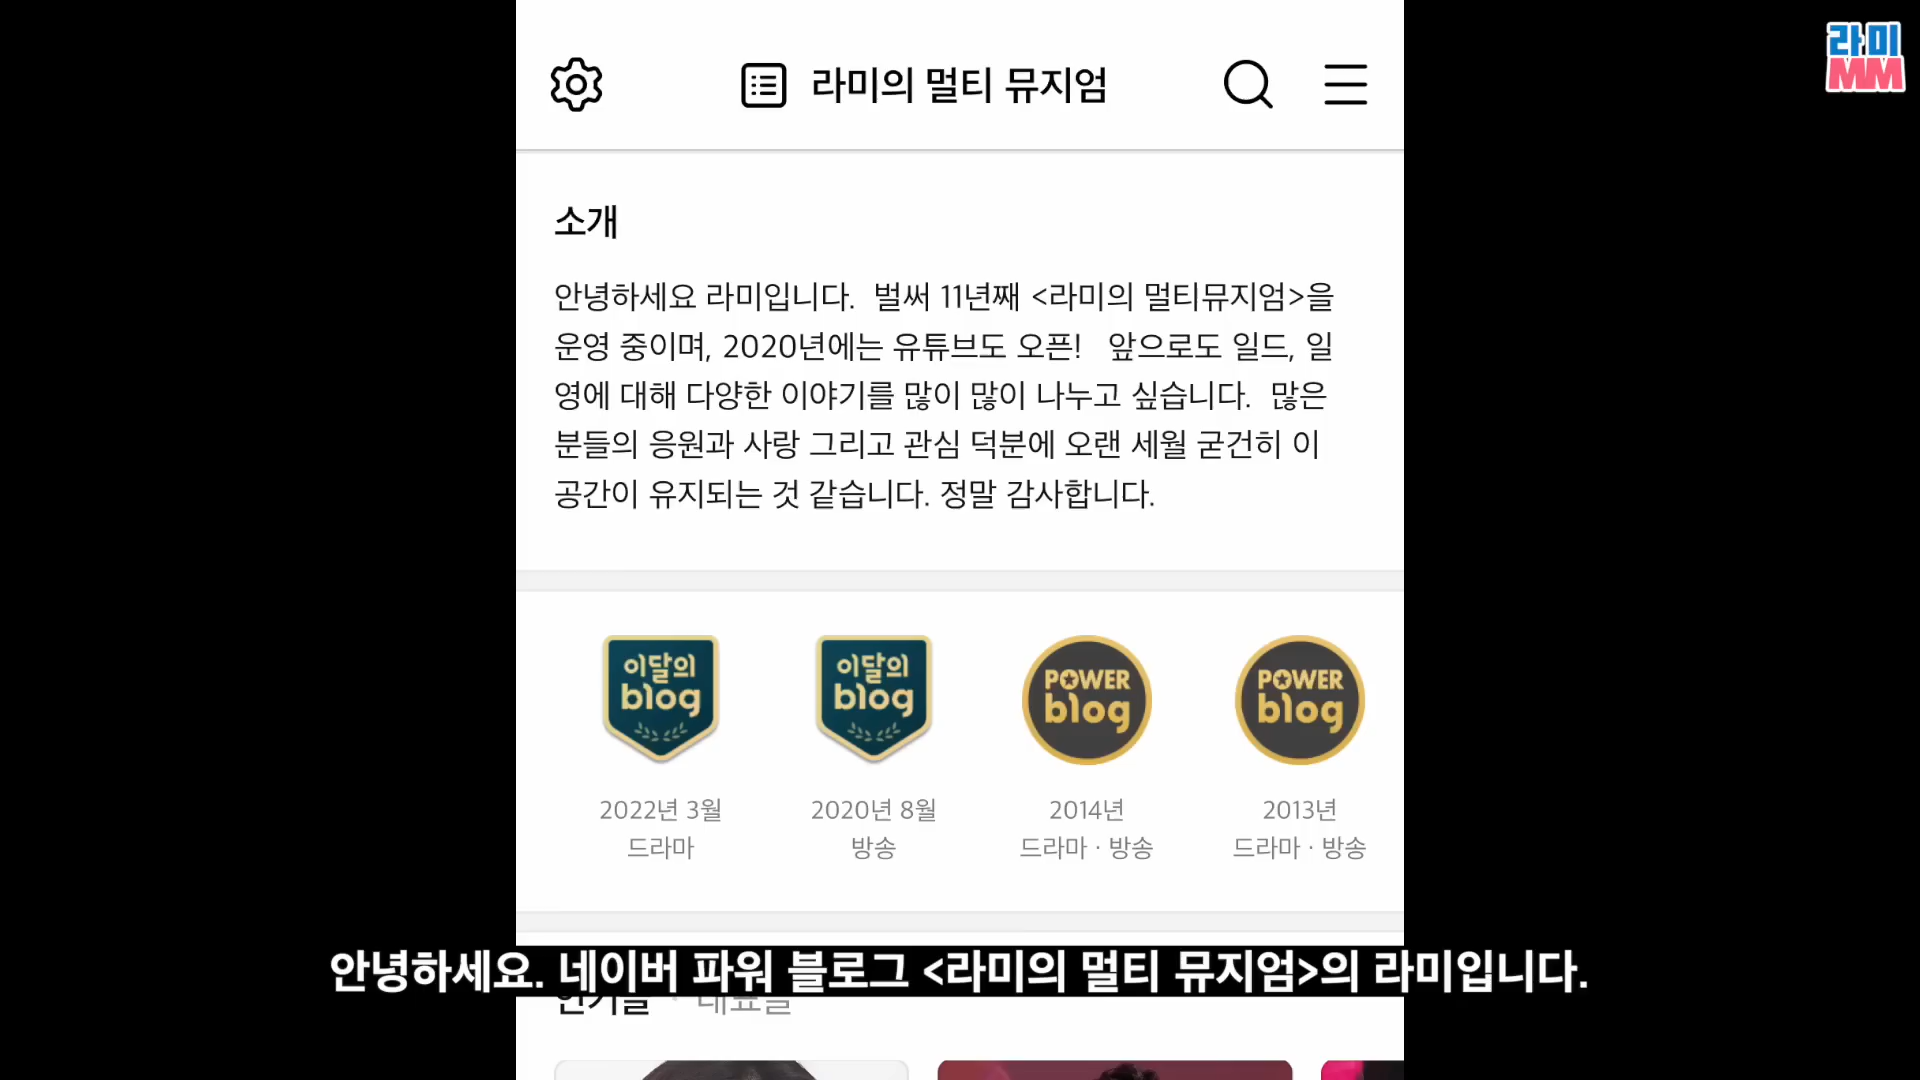 라미
MM
라미의 멀티 뮤지엄
소개
안녕하세요 라미입니다. 벌써 11년째 <라미의 멀티뮤지엄>을
운영 중이며, 2020년에는 유튜브도 오픈! 앞으로도 일드, 일
영에 대해 다양한 이야기를 많이 많이 나누고 싶습니다. 많은
분들의 응원과 사랑 그리고 관심 덕분에 오랜 세월 굳건히 이
공간이 유지되는 것 같습니다. 정말 감사합니다.
이달의
blog
2022년 3월
드라마
이달의
blog
2020년 8월
방송
POWER
blog
2014년
드라마 · 방송
POWER
blog
2013년
드라마 · 방송
안녕하세요. 네이버 파워 블로그 <라미의 멀티 뮤지엄>의 라미입니다.
인기글 · 대표글